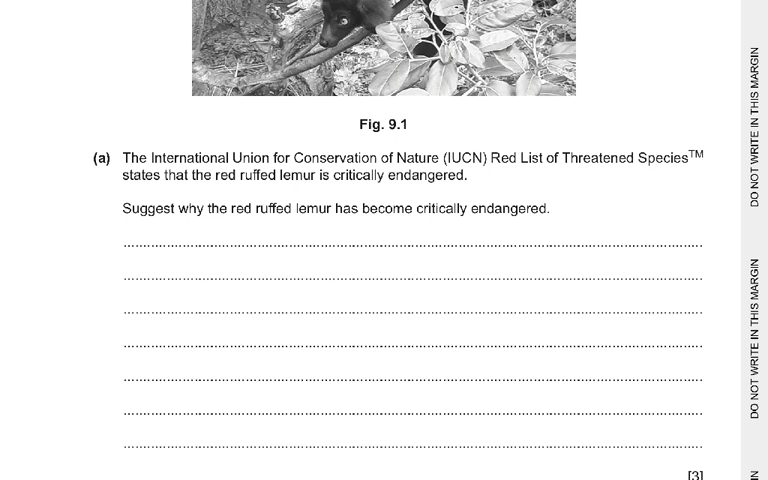 Fig. 9.1
(a) The International Union for Conservation of Nature (IUCN) Red List of Threatened Species™
states that the red ruffed lemur is critically endangered.
Suggest why the red ruffed lemur has become critically endangered.
[3]
DO NOT WRITE IN THIS MARGIN
DO NOT WRITE IN THIS MARGIN